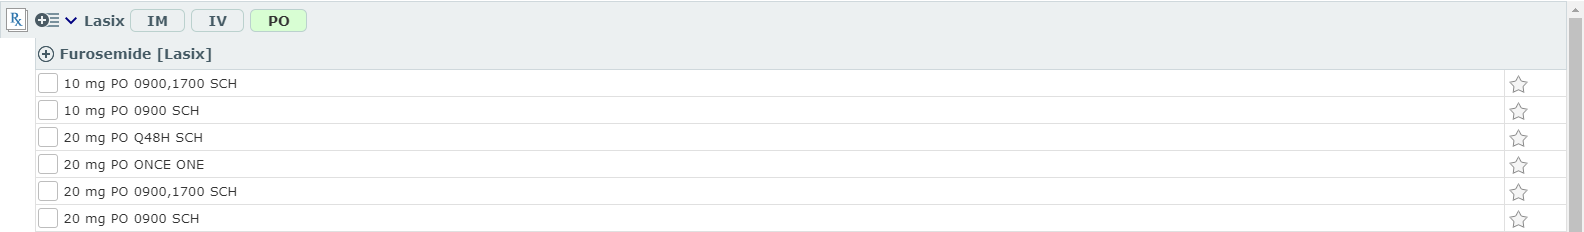 Rx Lasix IM IV PO
Furosemide [Lasix]
10 mg PO 0900,1700 SCH
10 mg PO 0900 SCH
20 mg PO Q48H SCH
20 mg PO ONCE ONE
20 mg PO 0900,1700 SCH
20 mg PO 0900 SCH